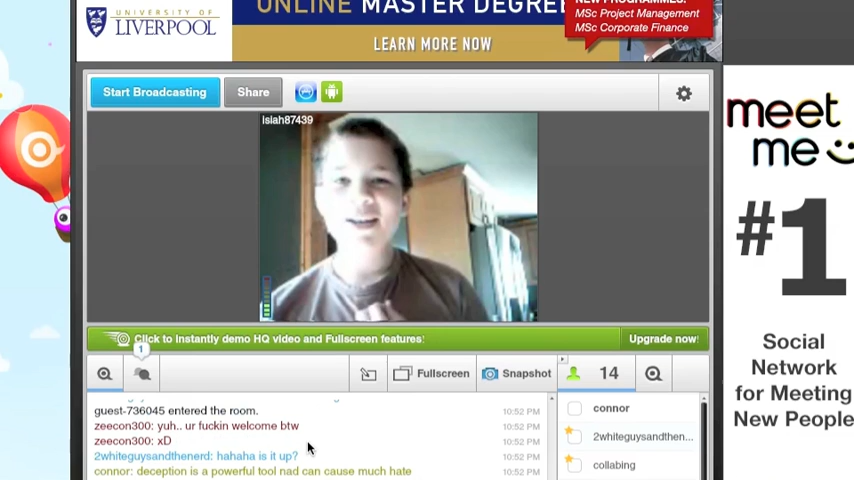 UNIVERSITY OF
LIVERPOOL
ONLINE MASTER DEGREE
LEARN MORE NOW
NEW PROGRAMMES:
MSc Project Management
MSc Corporate Finance
Start Broadcasting
Share
Isiah87439
meet
me
#1
Social
Network
for Meeting
New People
Click to instantly demo HQ video and Fullscreen features!
Upgrade now!
1
Fullscreen
Snapshot
14
guest-736045 entered the room. 10:52 PM
zeecon300: yuh.. ur fuckin welcome btw 10:52 PM
zeecon300: xD 10:52 PM
2whiteguysandthenerd: hahaha is it up? 10:52 PM
connor: deception is a powerful tool nad can cause much hate 10:52 PM
connor
2whiteguysandthen...
collabing